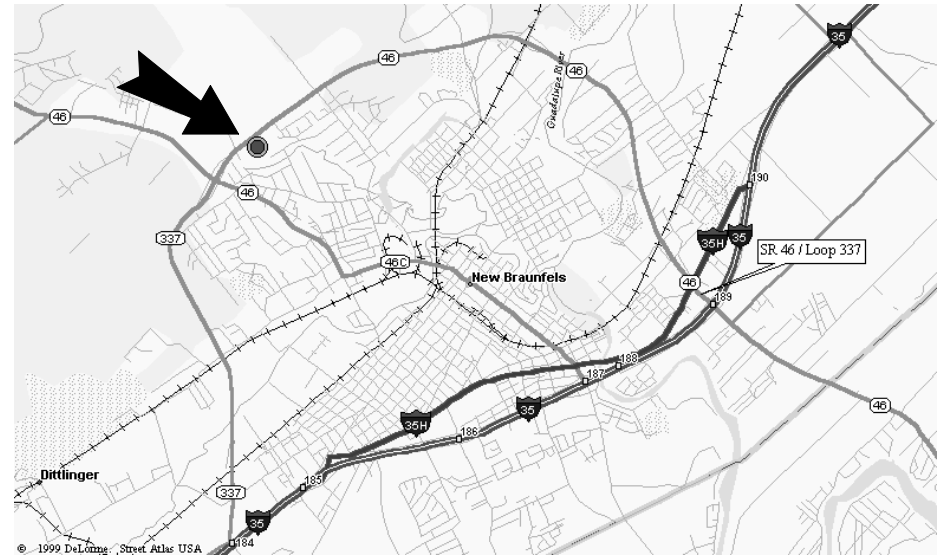 35
46
46
Guadalupe River
46
190
46
337
35H
35
SR 46 / Loop 337
46C
New Braunfels
46
189
188
187
35
46
35H
186
Dittlinger
185
337
35
184
© 1999 DeLorme. Street Atlas USA